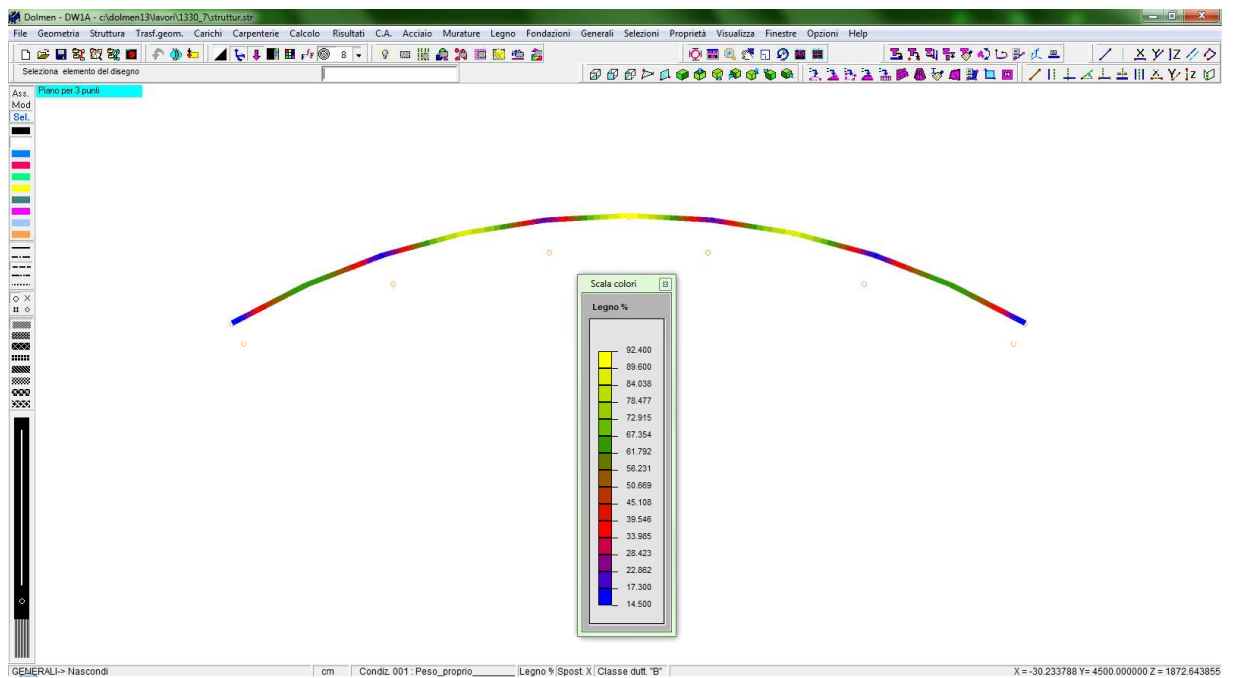 Dolmen - DW1A - c:\dolmen13\lavori\1330_7\struttur.str
File Geometria Struttura Trasf.geom. Carichi Carpenterie Calcolo Risultati C.A. Acciaio Murature Legno Fondazioni Generali Selezioni Proprietà Visualizza Finestre Opzioni Help
8
Seleziona elemento del disegno
Ass.
Mod
Sel.
Piano per 3 punti
Scala colori
Legno %
92.400
89.600
84.038
78.477
72.915
67.354
61.792
56.231
50.669
45.108
39.546
33.985
28.423
22.862
17.300
14.500
GENERALI-> Nascondi cm Condiz. 001 : Peso_proprio________ Legno % Spost. X Classe dutt. "B" X = -30.233788 Y= 4500.000000 Z = 1872.643855